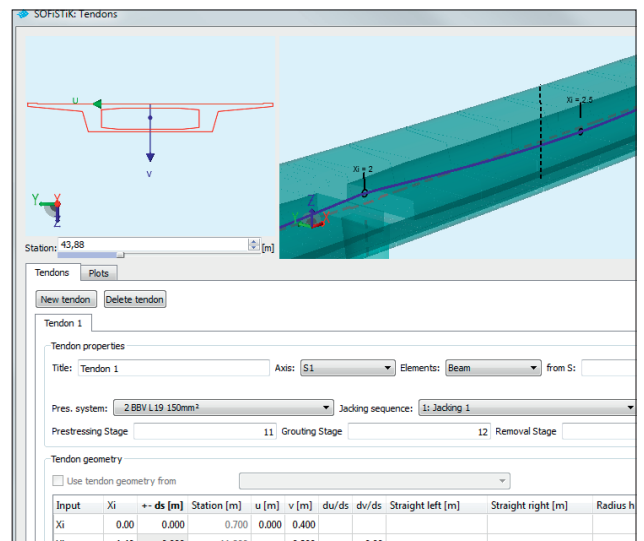 SOFiSTiK: Tendons
U
V
Y X
Z
Xi = 2.5
Xi = 2
Z
Y X
Station: 43,88 [m]
Tendons Plots
New tendon Delete tendon
Tendon 1
Tendon properties
Title: Tendon 1 Axis: S1 Elements: Beam from S:
Pres. system: 2 BBV L19 150mm² Jacking sequence: 1: Jacking 1
Prestressing Stage 11 Grouting Stage 12 Removal Stage
Tendon geometry
Use tendon geometry from
Input Xi +- ds [m] Station [m] u [m] v [m] du/ds dv/ds Straight left [m] Straight right [m] Radius h
Xi 0.00 0.000 0.700 0.000 0.400